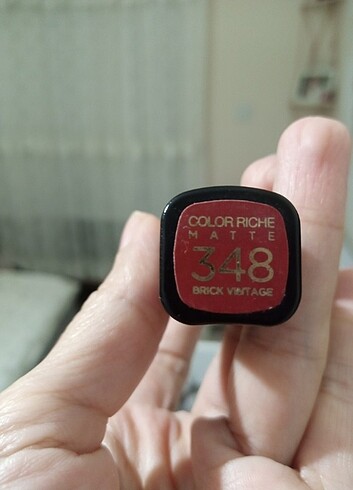 COLOR RICHE
MATTE
348
BRICK VINTAGE